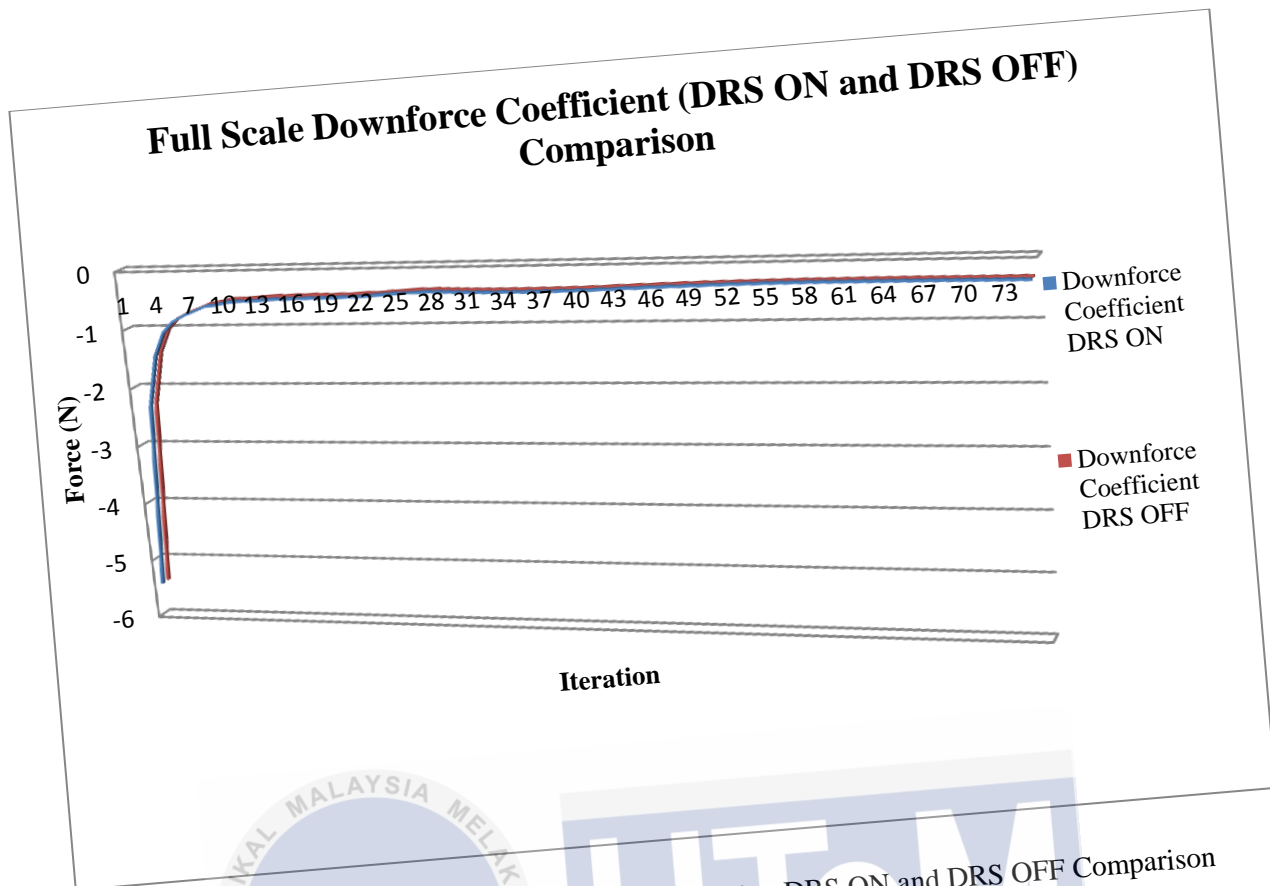 Full Scale Downforce Coefficient (DRS ON and DRS OFF)
Comparison
0
-1
-2
-3
-4
-5
-6
Force (N)
1 4 7 10 13 16 19 22 25 28 31 34 37 40 43 46 49 52 55 58 61 64 67 70 73
Iteration
Downforce
Coefficient
DRS ON
Downforce
Coefficient
DRS OFF
MALAYSIA
UTeM
DRS ON and DRS OFF Comparison